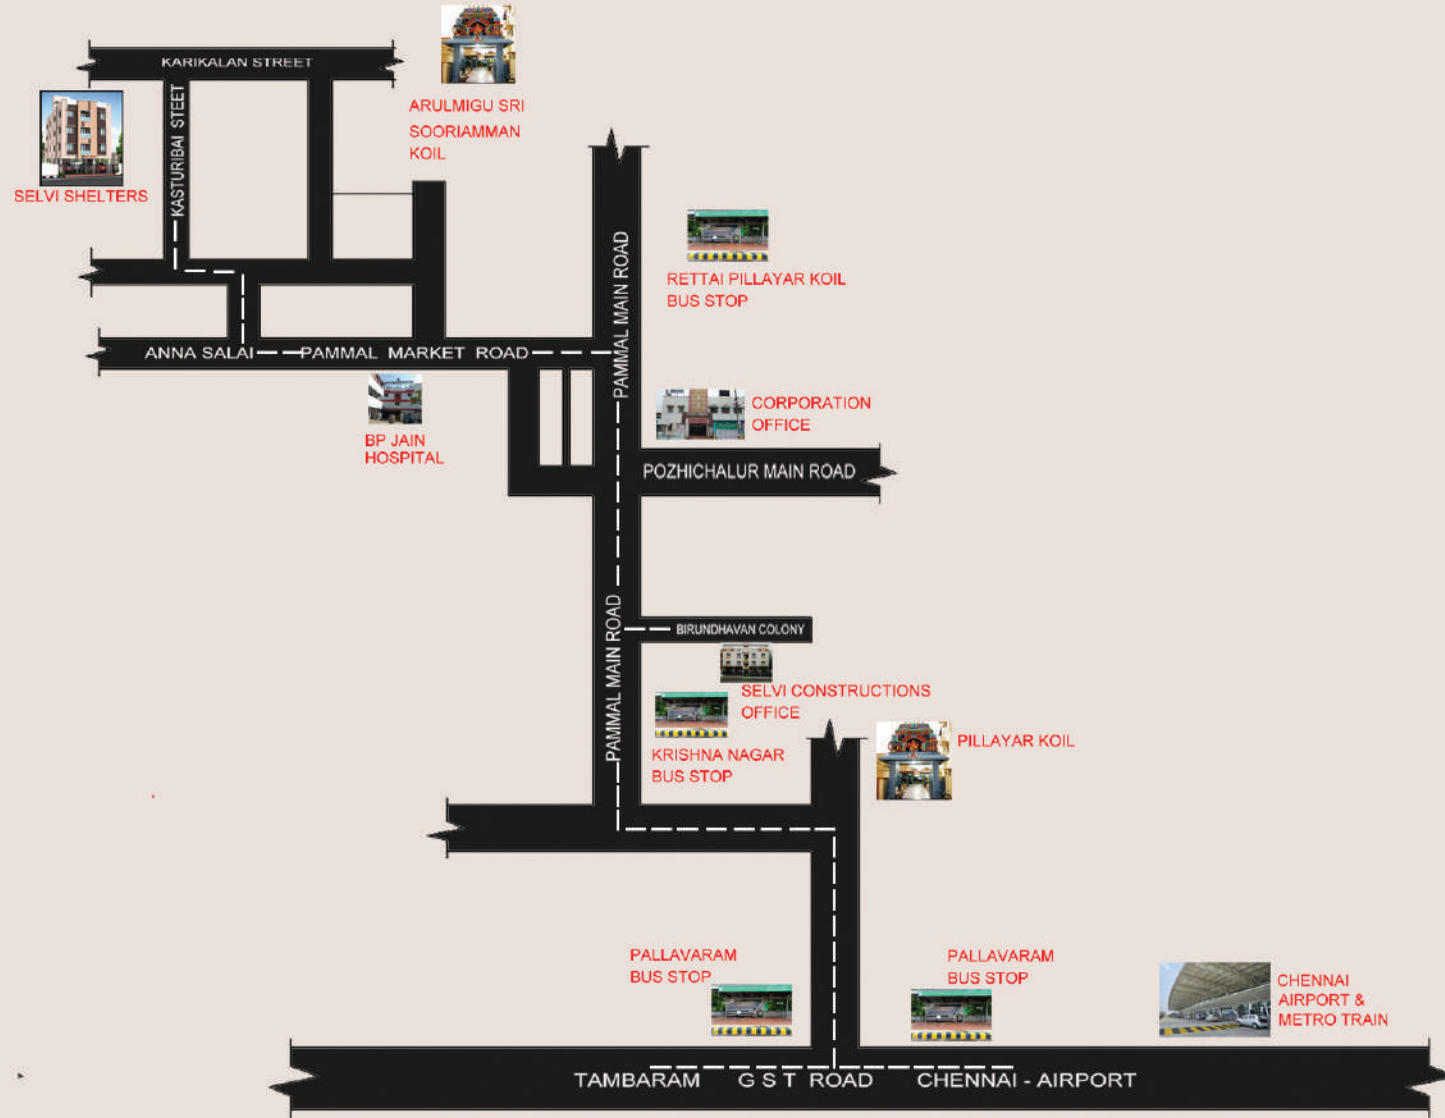 KARIKALAN STREET
KASTURIBAI STEET
SELVI SHELTERS
ARULMIGU SRI
SOORIAMMAN
KOIL
PAMMAL MAIN ROAD
RETTAI PILLAYAR KOIL
BUS STOP
ANNA SALAI
PAMMAL MARKET ROAD
BP JAIN
HOSPITAL
CORPORATION
OFFICE
POZHICHALUR MAIN ROAD
PAMMAL MAIN ROAD
BIRUNDHAVAN COLONY
SELVI CONSTRUCTIONS
OFFICE
KRISHNA NAGAR
BUS STOP
PILLAYAR KOIL
PALLAVARAM
BUS STOP
PALLAVARAM
BUS STOP
CHENNAI
AIRPORT &
METRO TRAIN
TAMBARAM G S T ROAD CHENNAI - AIRPORT